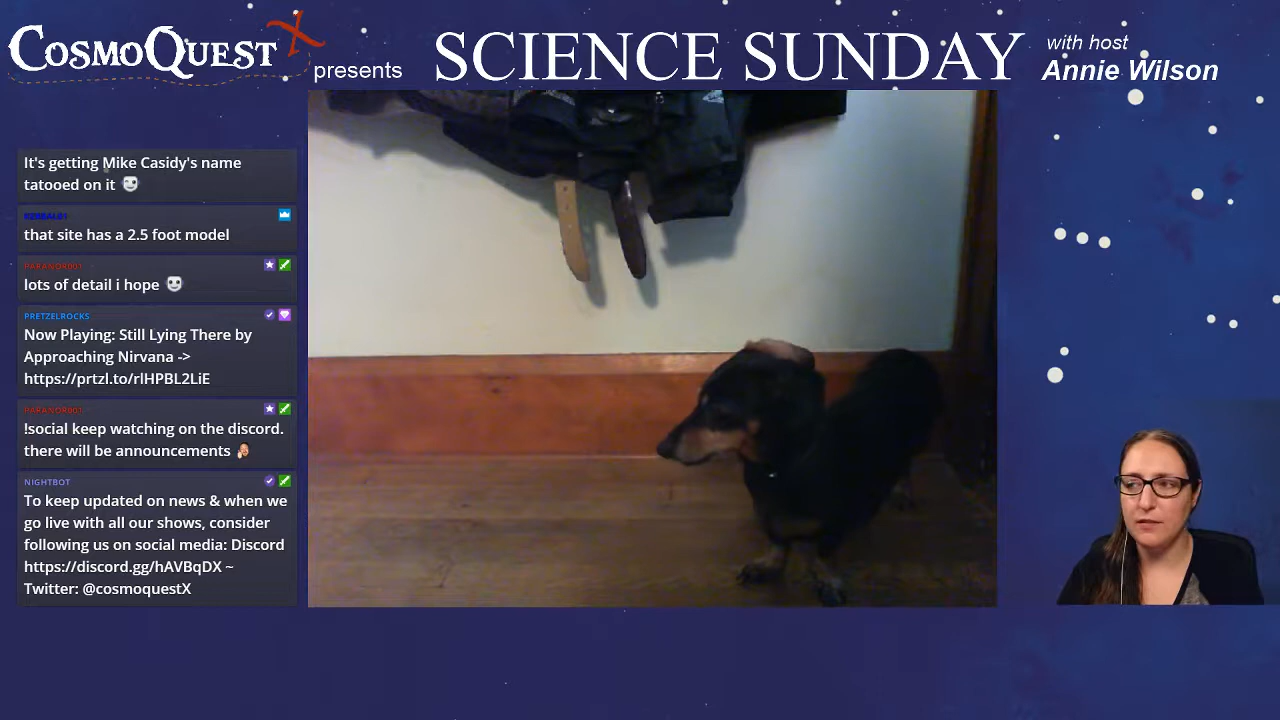 CosmoQuest X
presents
SCIENCE SUNDAY
with host
Annie Wilson
It's getting Mike Casidy's name
tatooed on it
that site has a 2.5 foot model
PARANOR001
lots of detail i hope
PRETZELROCKS
Now Playing: Still Lying There by
Approaching Nirvana ->
https://prtzl.to/rlHPBL2LiE
PARANOR001
!social keep watching on the discord.
there will be announcements
NIGHTBOT
To keep updated on news & when we
go live with all our shows, consider
following us on social media: Discord
https://discord.gg/hAVBqDX ~
Twitter: @cosmoquestX